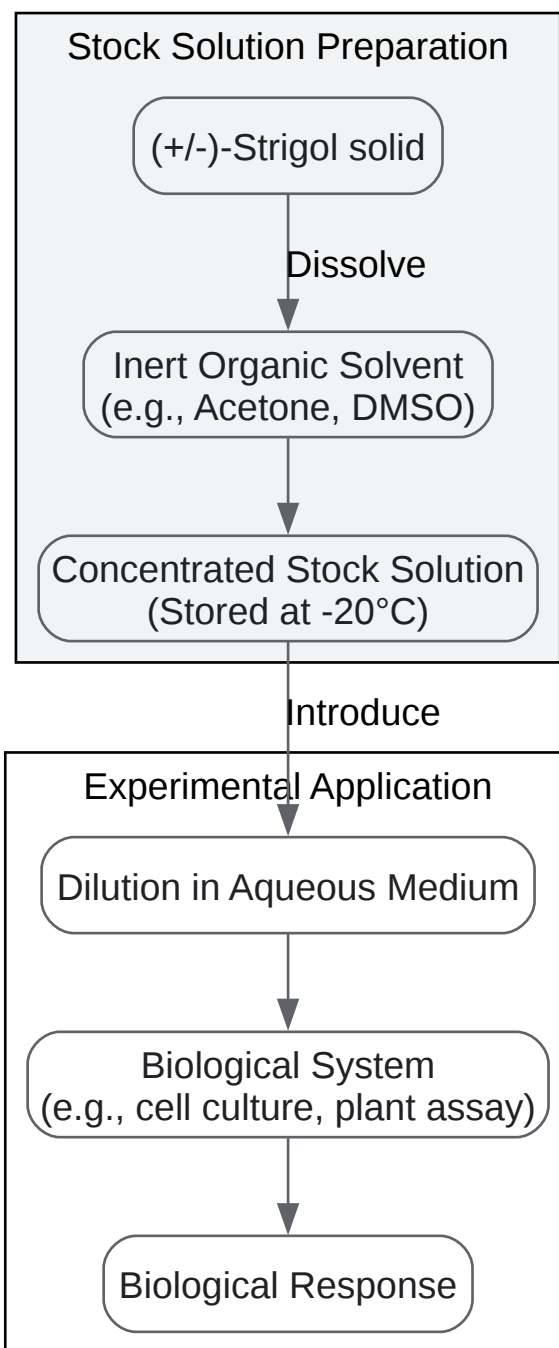 Stock Solution Preparation
(+/-)-Strigol solid
Dissolve
Inert Organic Solvent
(e.g., Acetone, DMSO)
Concentrated Stock Solution
(Stored at -20°C)
Introduce
Experimental Application
Dilution in Aqueous Medium
Biological System
(e.g., cell culture, plant assay)
Biological Response